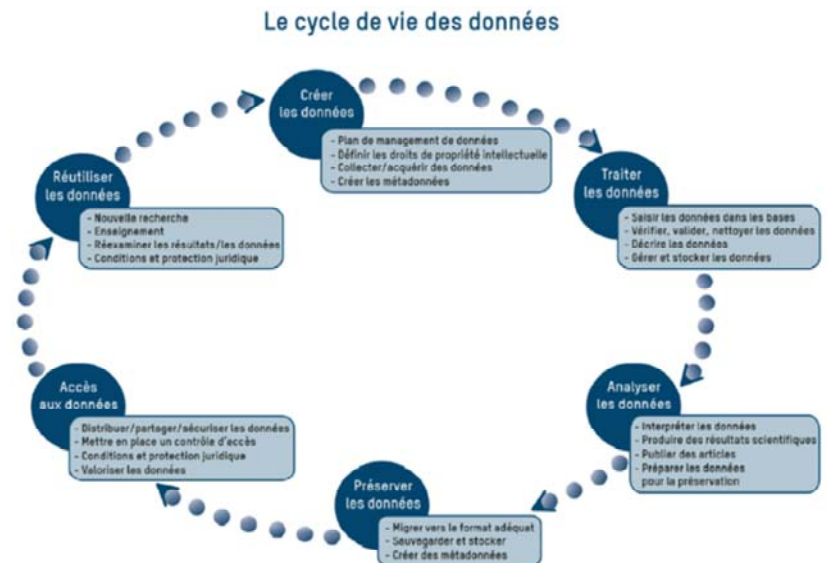 Le cycle de vie des données
Créer
les données
- Plan de management de données
- Définir les droits de propriété intellectuelle
- Collecter/acquérir des données
- Créer les métadonnées
Traiter
les données
- Saisir les données dans les bases
- Vérifier, valider, nettoyer les données
- Décrire les données
- Gérer et stocker les données
Analyser
les données
- Interpréter les données
- Produire des résultats scientifiques
- Publier des articles
- Préparer les données
pour la préservation
Préserver
les données
- Migrer vers le format adéquat
- Sauvegarder et stocker
- Créer des métadonnées
Accès
aux données
- Distribuer/partager/sécuriser les données
- Mettre en place un contrôle d'accès
- Conditions et protection juridique
- Valoriser les données
Réutiliser
les données
- Nouvelle recherche
- Enseignement
- Réexaminer les résultats/les données
- Conditions et protection juridique